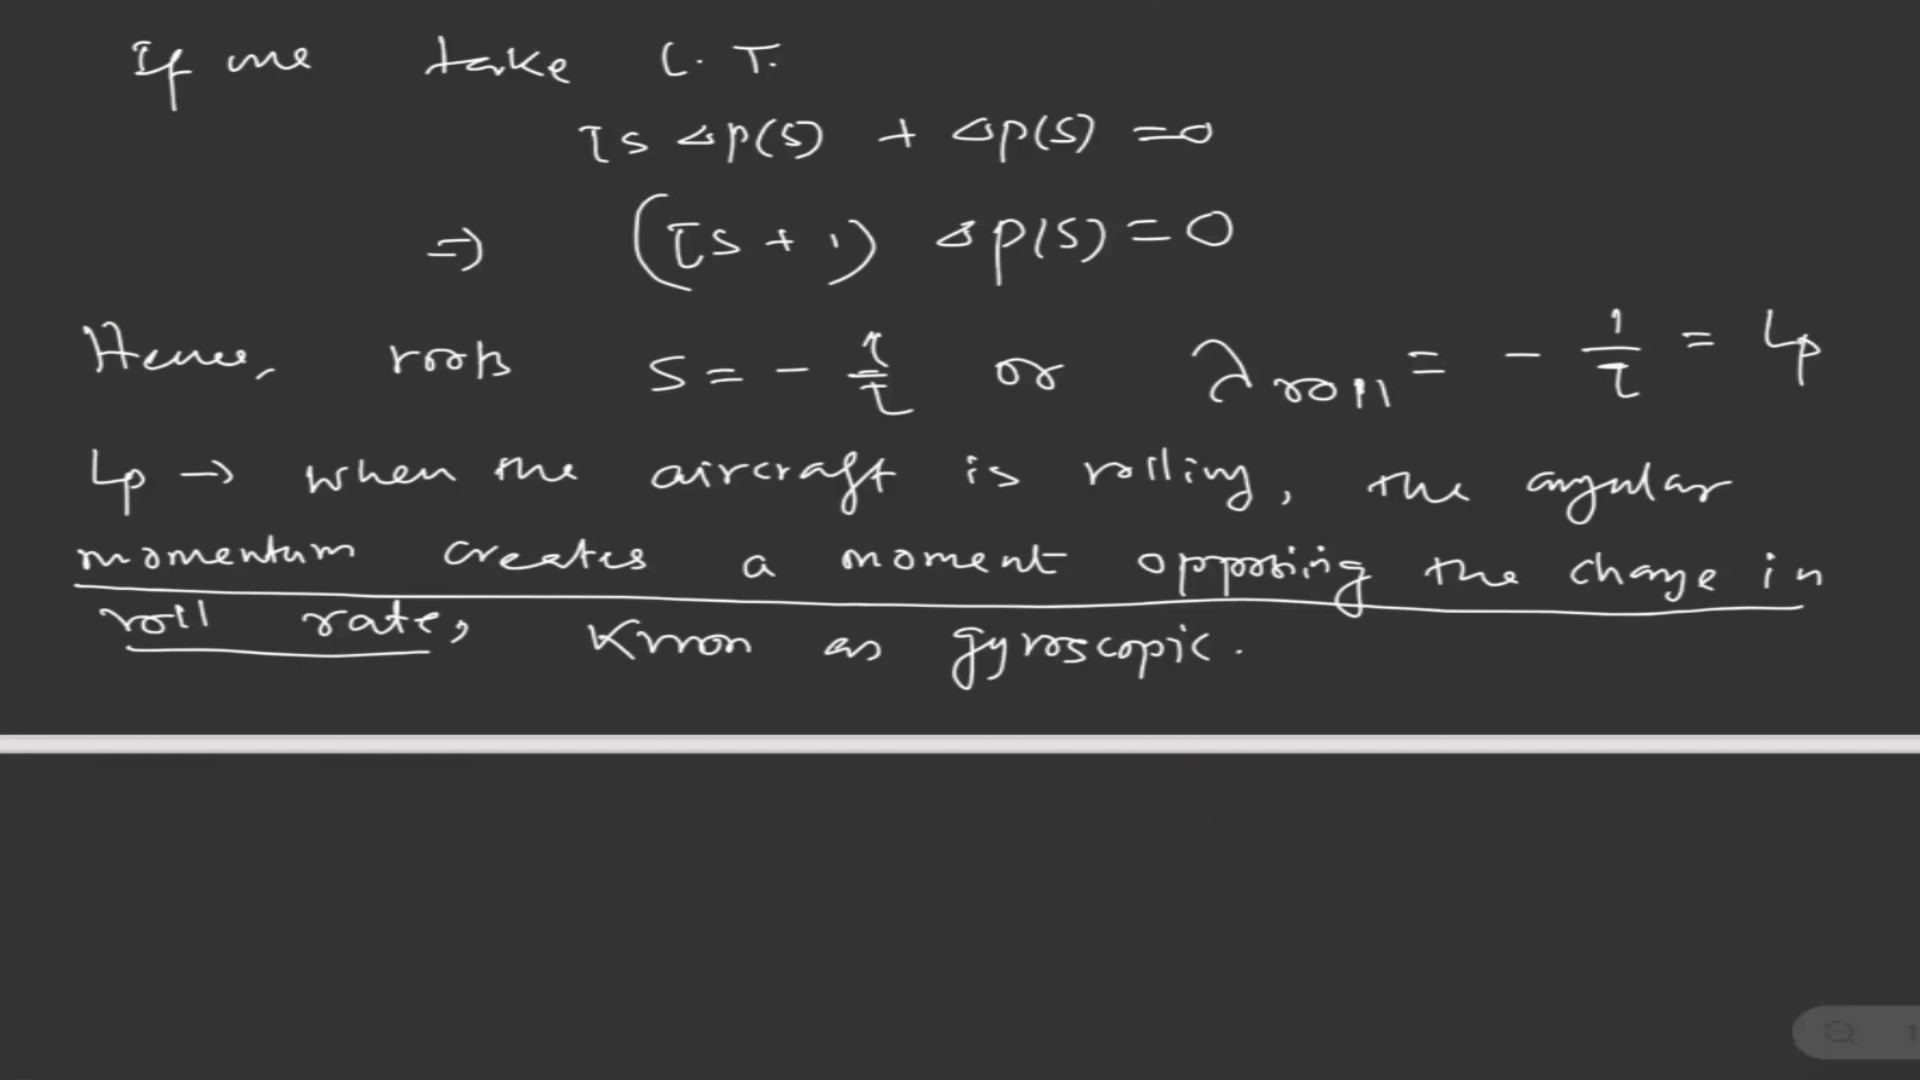 If we take L.T.
τs Δp(s) + Δp(s) = 0
⇒ (τs + 1) Δp(s) = 0
Hence, roots s = - 1/τ or λroll = - 1/τ = Lp
Lp → when the aircraft is rolling, the angular
momentum creates a moment opposing the change in
roll rate, known as gyroscopic.